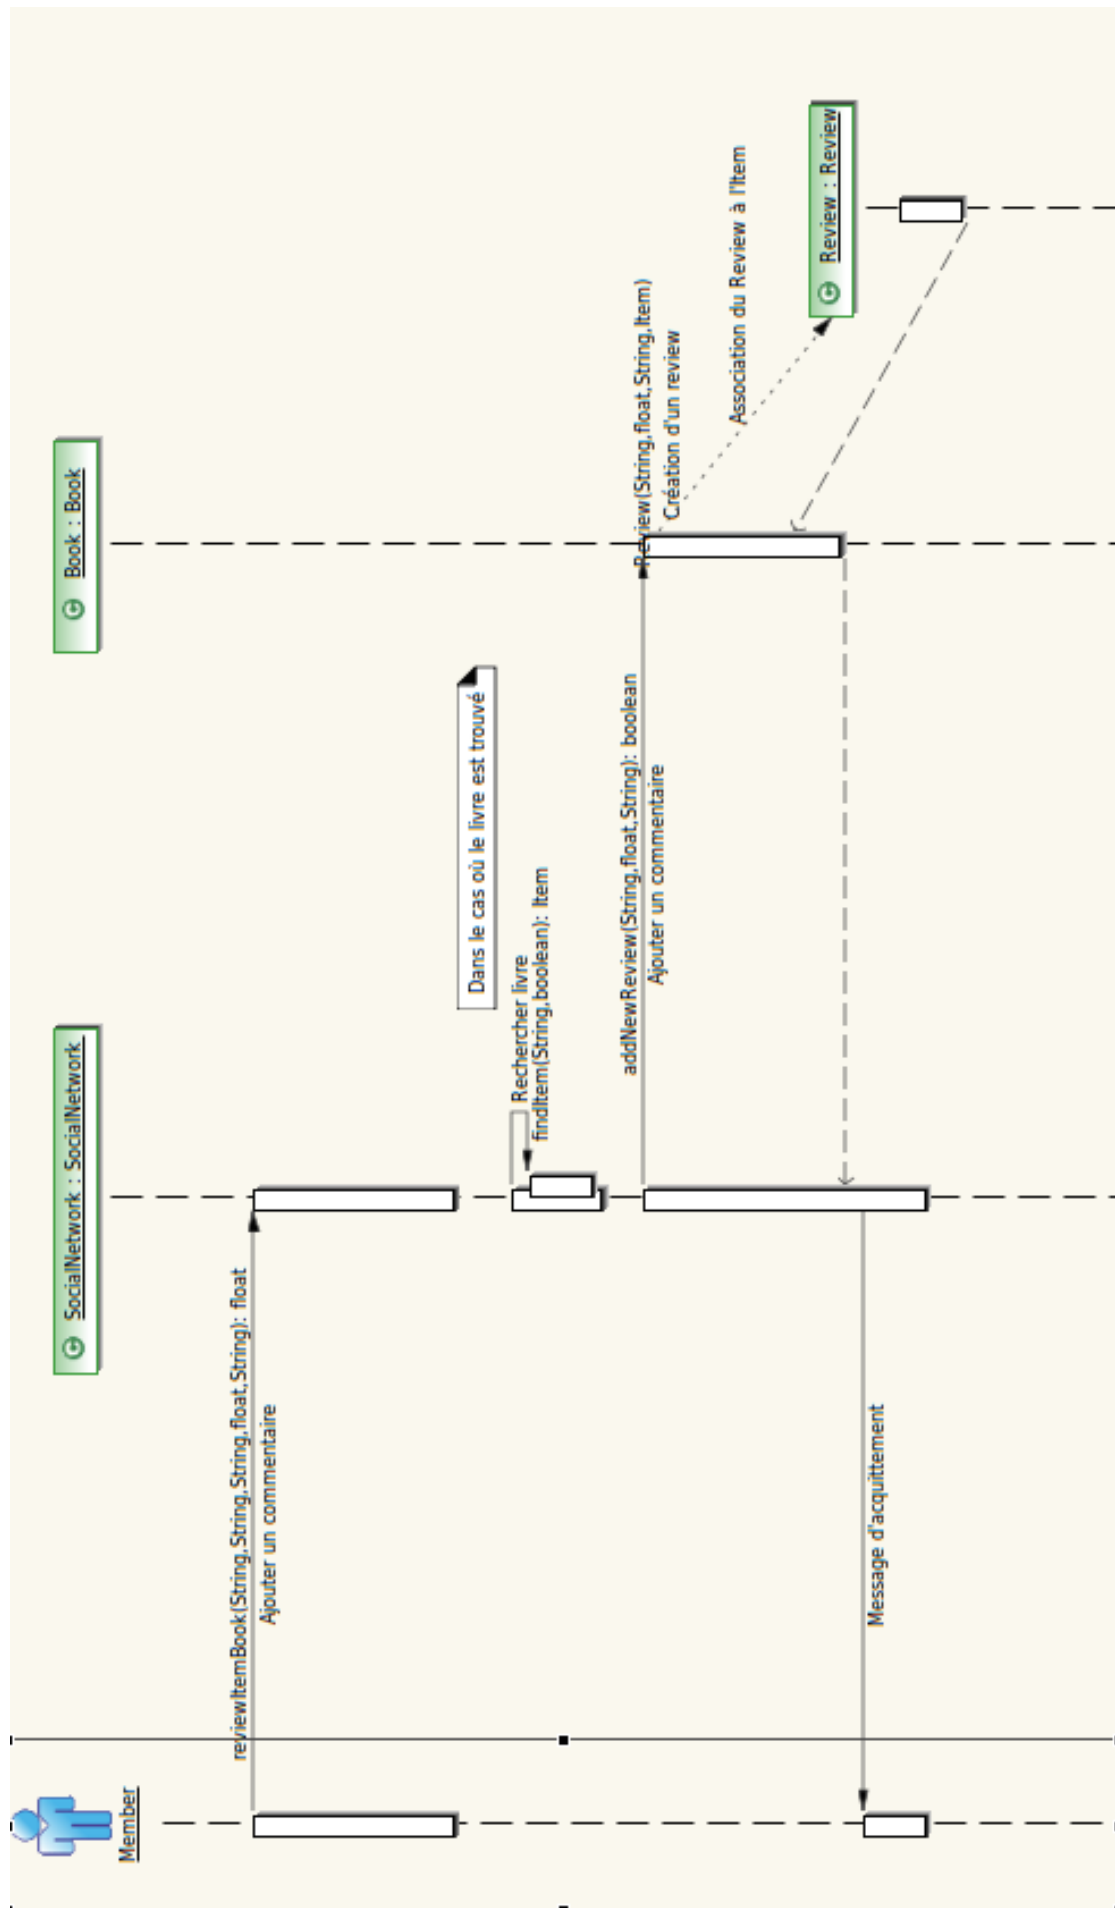 Member
SocialNetwork : SocialNetwork
Book : Book
reviewItemBook(String,String,String,float,String): float
Ajouter un commentaire
Dans le cas où le livre est trouvé
Rechercher livre
findItem(String,boolean): Item
addNewReview(String,float,String): boolean
Ajouter un commentaire
Review(String,float,String,Item)
Création d'un review
Association du Review à l'Item
G Review : Review
Message d'acquittement